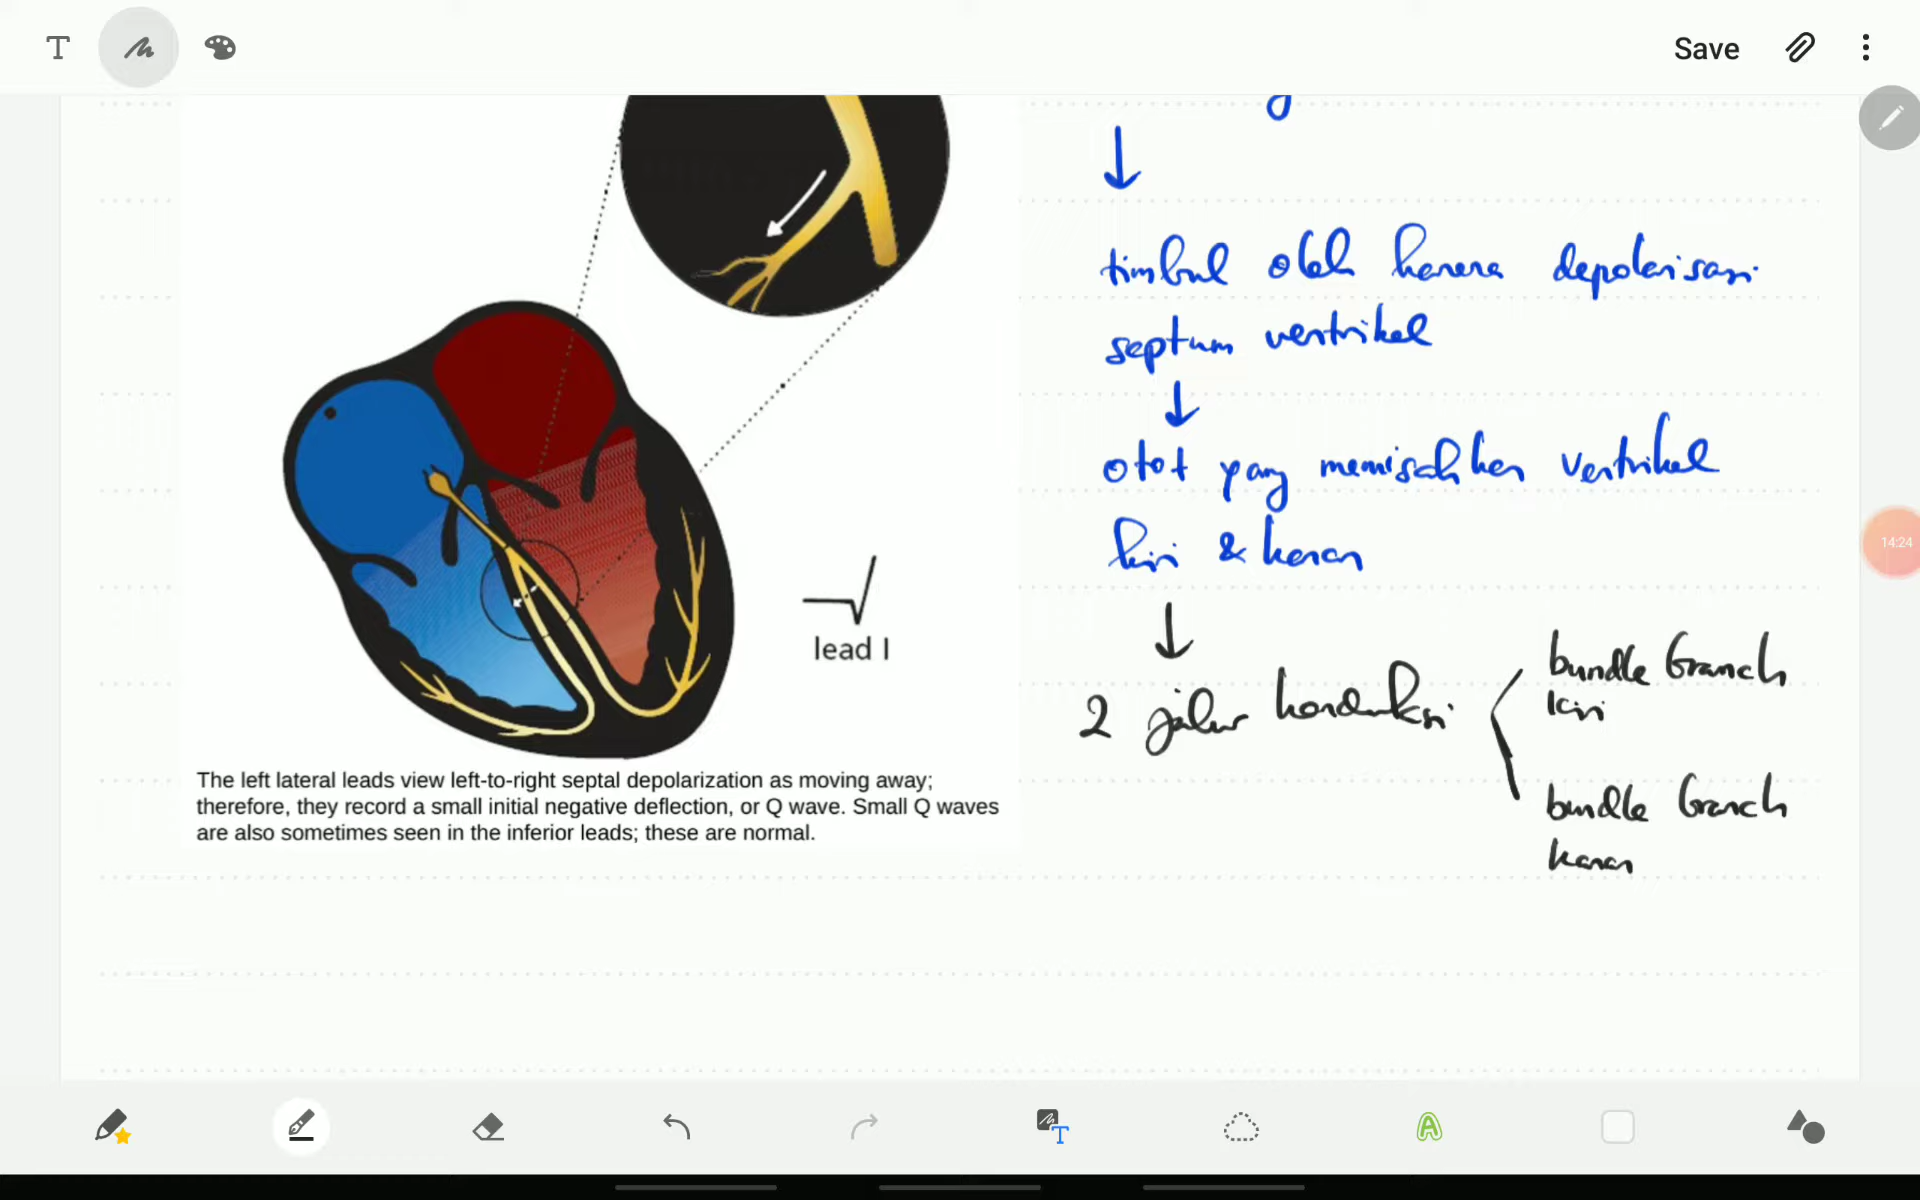 T
Save
14:24
lead I
The left lateral leads view left-to-right septal depolarization as moving away;
therefore, they record a small initial negative deflection, or Q wave. Small Q waves
are also sometimes seen in the inferior leads; these are normal.
timbul oleh karena depolarisasi
septum ventrikel
otot yang memisahkan ventrikel
kiri & kanan
2 jalur konduksi
bundle branch
kiri
bundle branch
kanan
T
A